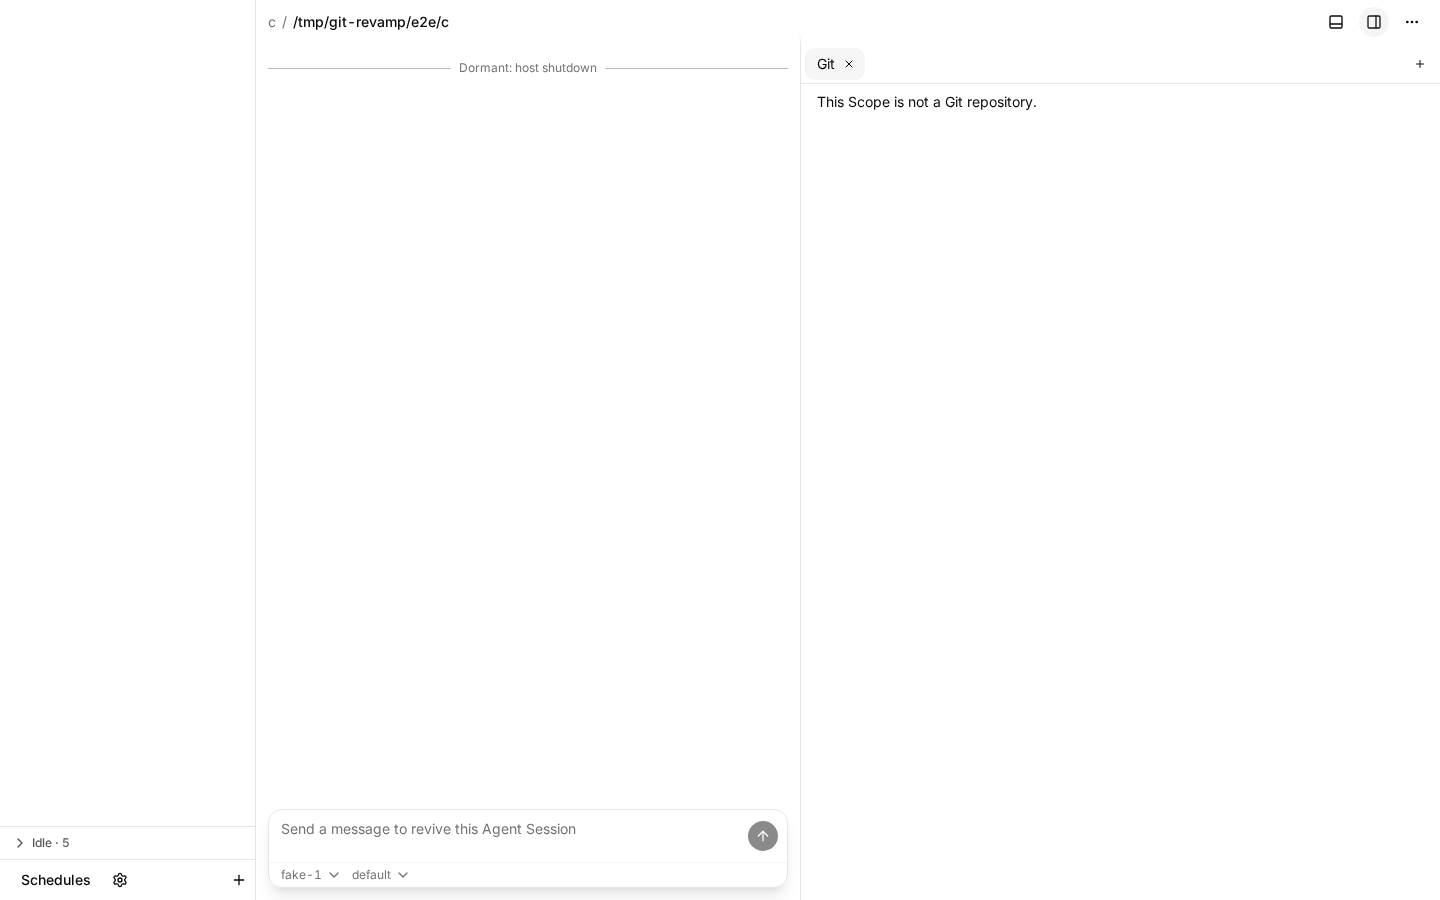 c / /tmp/git-revamp/e2e/c
Dormant: host shutdown
Git
This Scope is not a Git repository.
Send a message to revive this Agent Session
fake-1 default
Idle · 5
Schedules